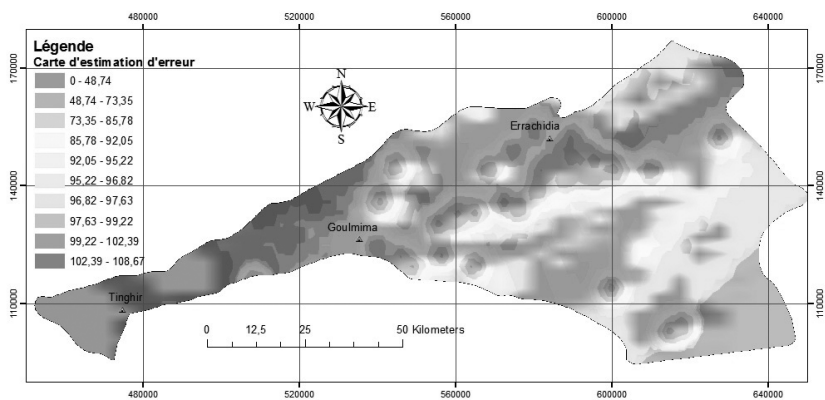 480000 520000 560000 600000 640000
Légende
Carte d'estimation d'erreur
0 - 48,74
48,74 - 73,35
73,35 - 85,78
85,78 - 92,05
92,05 - 95,22
95,22 - 96,82
96,82 - 97,63
97,63 - 99,22
99,22 - 102,39
102,39 - 108,67
N
W E
S
170000 170000
Errachidia
140000 140000
Goulmima
Tinghir
110000 110000
0 12,5 25 50 Kilometers
480000 520000 560000 600000 640000